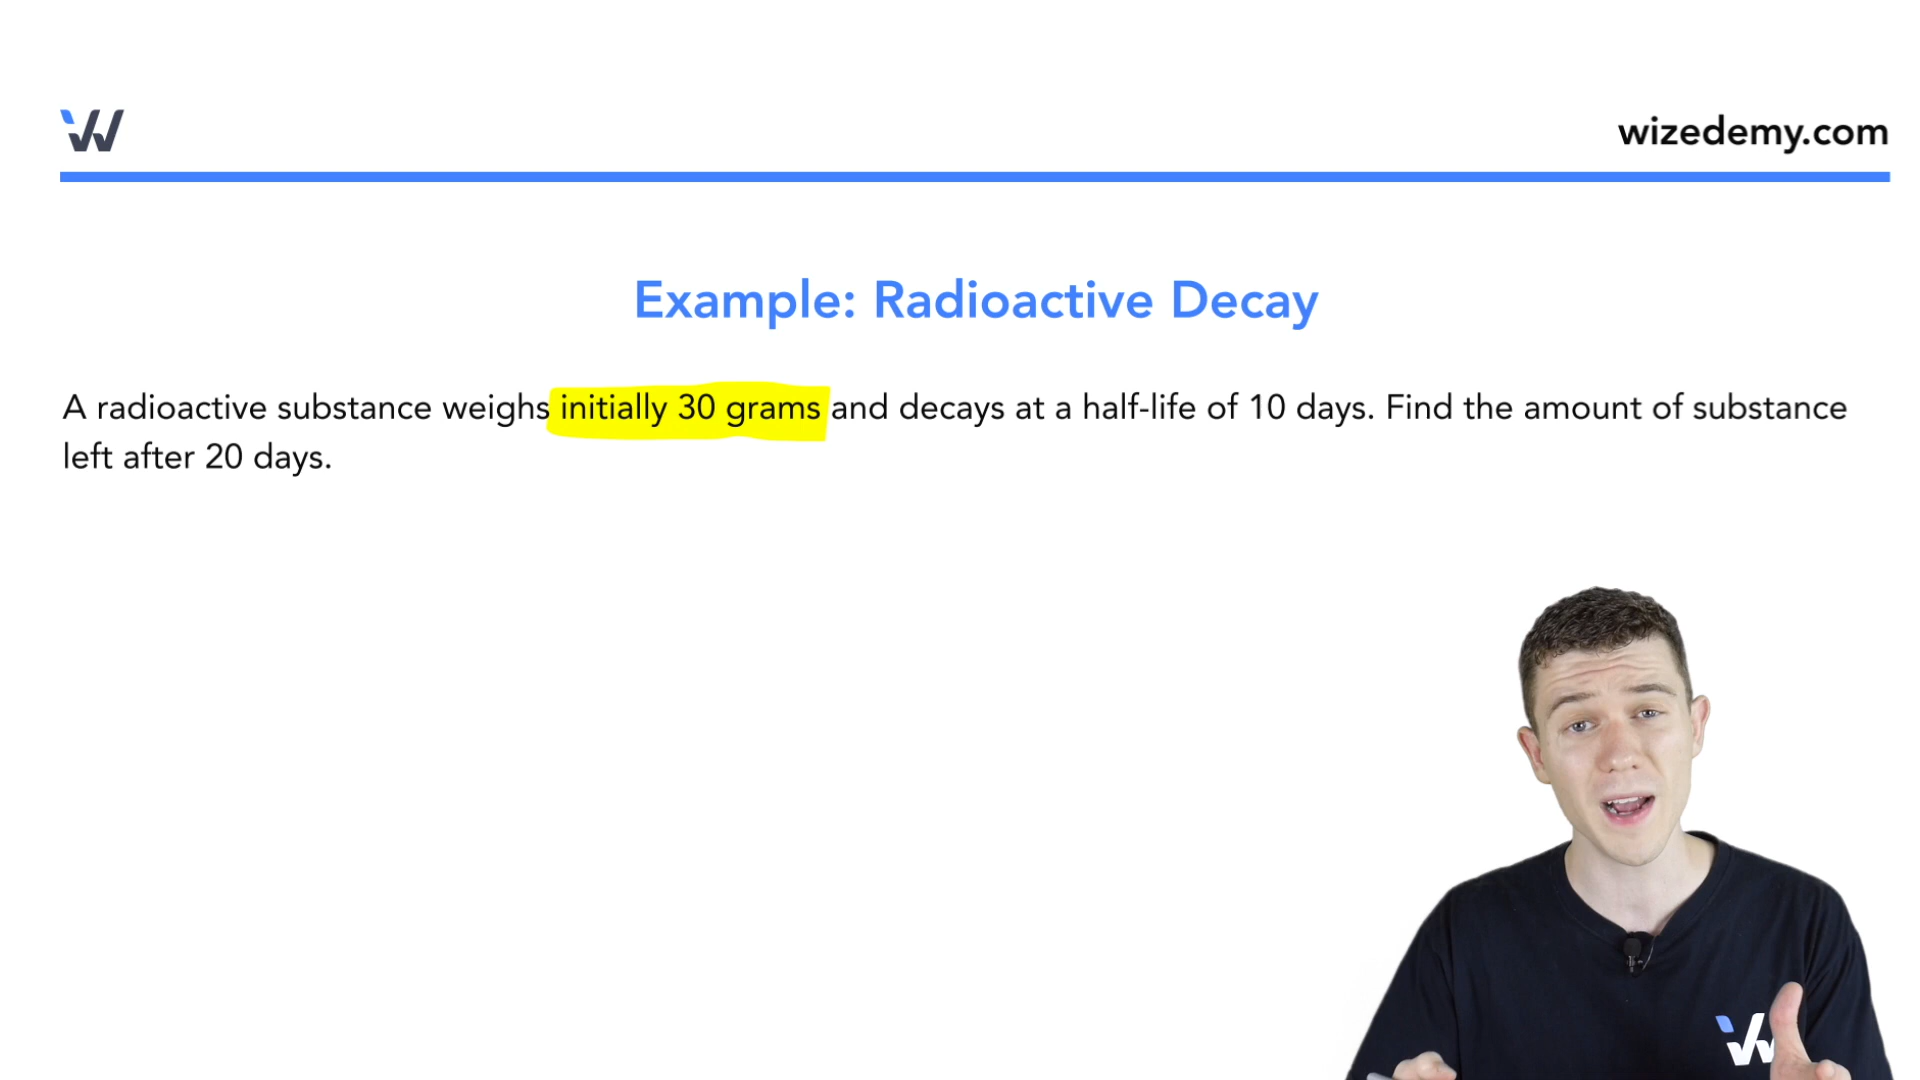 wizedemy.com
Example: Radioactive Decay
A radioactive substance weighs initially 30 grams and decays at a half-life of 10 days. Find the amount of substance
left after 20 days.